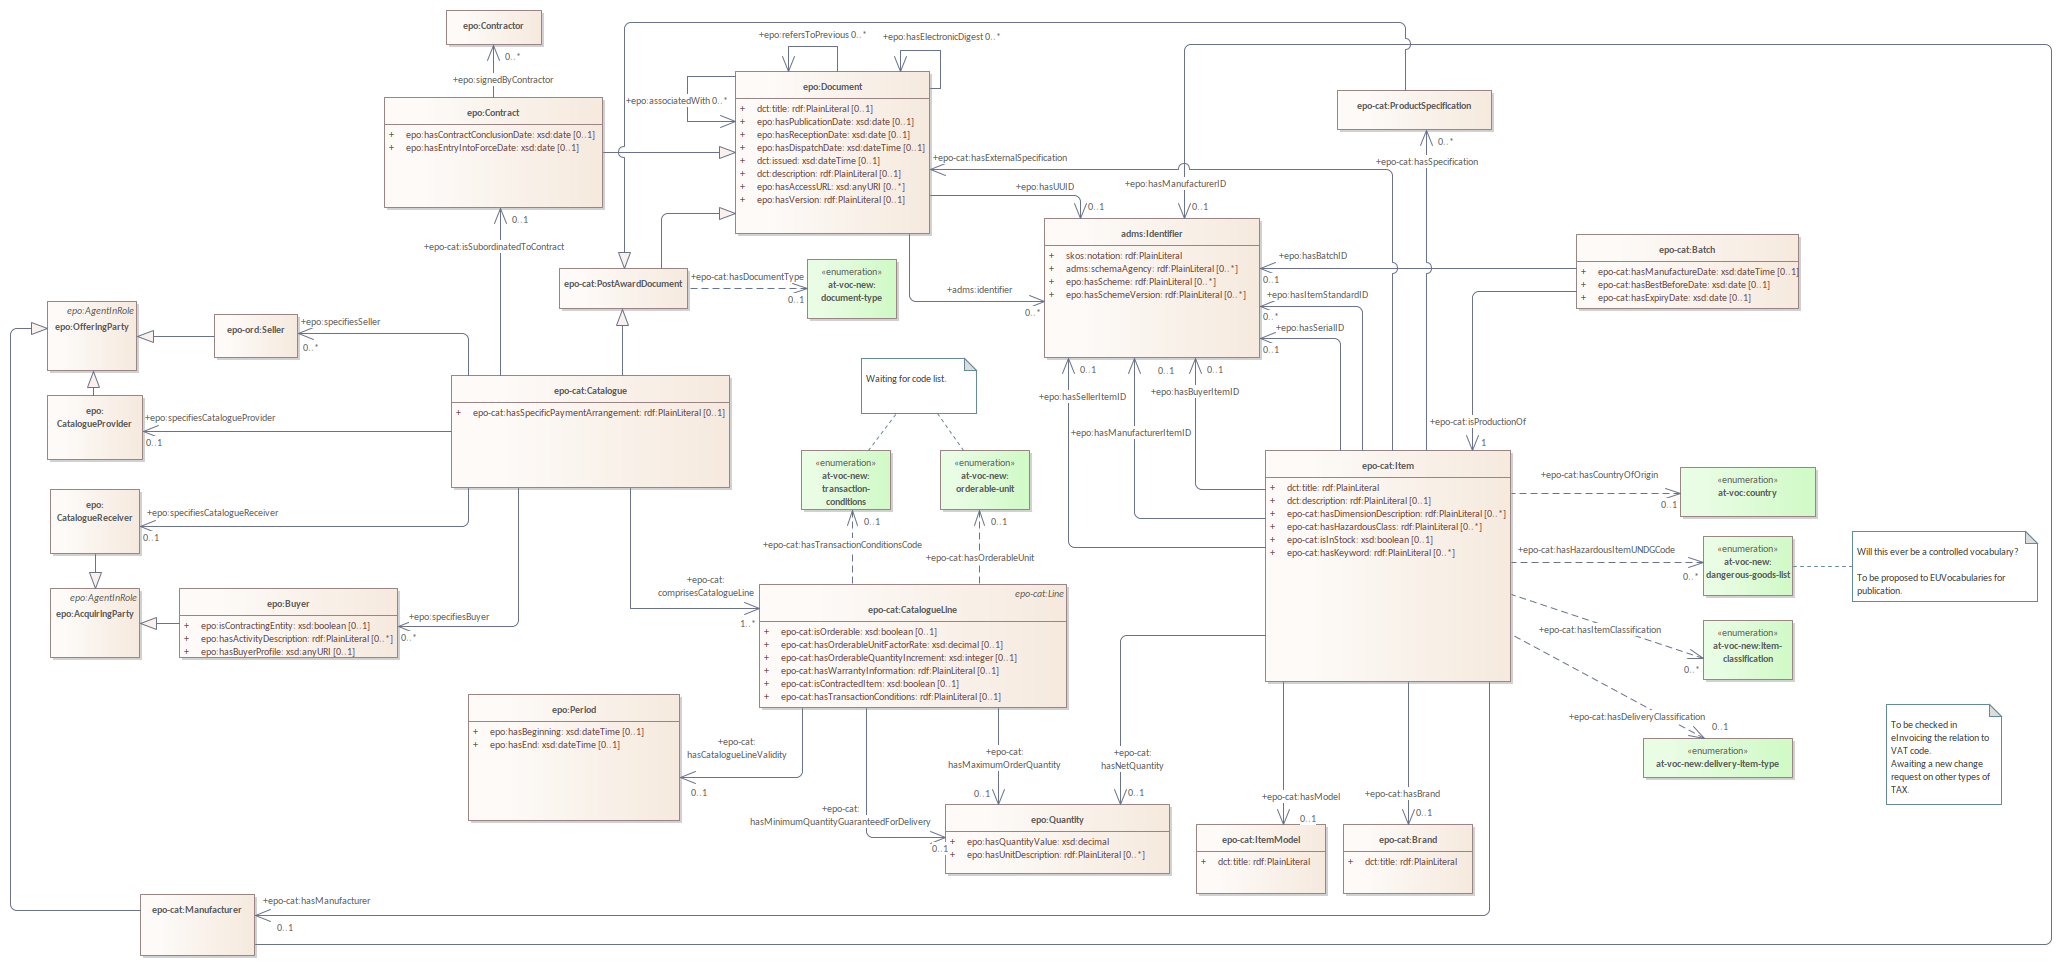 epo:Contractor
0..*
+epo:signedByContractor
epo:Contract
+ epo:hasContractConclusionDate: xsd:date [0..1]
+ epo:hasEntryIntoForceDate: xsd:date [0..1]
0..1
+epo-cat:isSubordinatedToContract
+epo:refersToPrevious 0..*
+epo:hasElectronicDigest 0..*
+epo:associatedWith 0..*
epo:Document
+ dct:title: rdf:PlainLiteral [0..1]
+ epo:hasPublicationDate: xsd:date [0..1]
+ epo:hasReceptionDate: xsd:date [0..1]
+ epo:hasDispatchDate: xsd:dateTime [0..1]
+ dct:issued: xsd:dateTime [0..1]
+ dct:description: rdf:PlainLiteral [0..1]
+ epo:hasAccessURL: xsd:anyURI [0..*]
+ epo:hasVersion: rdf:PlainLiteral [0..1]
+epo-cat:hasExternalSpecification
+epo:hasUUID
0..1
+epo:hasManufacturerID
0..1
epo-cat:ProductSpecification
0..*
+epo-cat:hasSpecification
adms:Identifier
+ skos:notation: rdf:PlainLiteral
+ adms:schemaAgency: rdf:PlainLiteral [0..*]
+ epo:hasScheme: rdf:PlainLiteral [0..*]
+ epo:hasSchemeVersion: rdf:PlainLiteral [0..*]
epo-cat:Batch
+ epo-cat:hasManufactureDate: xsd:dateTime [0..1]
+ epo-cat:hasBestBeforeDate: xsd:date [0..1]
+ epo-cat:hasExpiryDate: xsd:date [0..1]
+epo:hasBatchID
0..1
+epo:hasItemStandardID
0..*
+epo:hasSerialID
0..1
epo-cat:PostAwardDocument
+epo-cat:hasDocumentType
0..1
«enumeration»
at-voc-new:
document-type
+adms:identifier
0..*
epo:AgentInRole
epo:OfferingParty
epo-ord:Seller
+epo:specifiesSeller
0..*
epo:
CatalogueProvider
+epo:specifiesCatalogueProvider
0..1
epo-cat:Catalogue
+ epo-cat:hasSpecificPaymentArrangement: rdf:PlainLiteral [0..1]
Waiting for code list.
0..1
+epo:hasSellerItemID
0..1
+epo:hasManufacturerItemID
0..1
+epo:hasBuyerItemID
+epo-cat:isProductionOf
1
«enumeration»
at-voc-new:
transaction-
conditions
0..1
+epo-cat:hasTransactionConditionsCode
«enumeration»
at-voc-new:
orderable-unit
0..1
+epo-cat:hasOrderableUnit
epo-cat:Item
+ dct:title: rdf:PlainLiteral
+ dct:description: rdf:PlainLiteral [0..1]
+ epo-cat:hasDimensionDescription: rdf:PlainLiteral [0..*]
+ epo-cat:hasHazardousClass: rdf:PlainLiteral [0..*]
+ epo-cat:isInStock: xsd:boolean [0..1]
+ epo-cat:hasKeyword: rdf:PlainLiteral [0..*]
+epo-cat:hasCountryOfOrigin
0..1
«enumeration»
at-voc:country
+epo-cat:hasHazardousItemUNDGCode
0..*
«enumeration»
at-voc-new:
dangerous-goods-list
Will this ever be a controlled vocabulary?
To be proposed to EUVocabularies for
publication.
+epo-cat:hasItemClassification
0..*
«enumeration»
at-voc-new:item-
classification
+epo-cat:hasDeliveryClassification
0..1
«enumeration»
at-voc-new:delivery-item-type
To be checked in
eInvoicing the relation to
VAT code.
Awaiting a new change
request on other types of
TAX.
epo:
CatalogueReceiver
+epo:specifiesCatalogueReceiver
0..1
epo:AgentInRole
epo:AcquiringParty
epo:Buyer
+ epo:isContractingEntity: xsd:boolean [0..1]
+ epo:hasActivityDescription: rdf:PlainLiteral [0..*]
+ epo:hasBuyerProfile: xsd:anyURI [0..1]
+epo:specifiesBuyer
0..*
+epo-cat:
comprisesCatalogueLine
1..*
epo-cat:Line
epo-cat:CatalogueLine
+ epo-cat:isOrderable: xsd:boolean [0..1]
+ epo-cat:hasOrderableUnitFactorRate: xsd:decimal [0..1]
+ epo-cat:hasOrderableQuantityIncrement: xsd:integer [0..1]
+ epo-cat:hasWarrantyInformation: rdf:PlainLiteral [0..1]
+ epo-cat:isContractedItem: xsd:boolean [0..1]
+ epo-cat:hasTransactionConditions: rdf:PlainLiteral [0..1]
epo:Period
+ epo:hasBeginning: xsd:dateTime [0..1]
+ epo:hasEnd: xsd:dateTime [0..1]
+epo-cat:
hasCatalogueLineValidity
0..1
+epo-cat:
hasMaximumOrderQuantity
0..1
+epo-cat:
hasNetQuantity
0..1
+epo-cat:
hasMinimumQuantityGuaranteedForDelivery
0..1
epo:Quantity
+ epo:hasQuantityValue: xsd:decimal
+ epo:hasUnitDescription: rdf:PlainLiteral [0..*]
+epo-cat:hasModel
0..1
epo-cat:ItemModel
+ dct:title: rdf:PlainLiteral
+epo-cat:hasBrand
0..1
epo-cat:Brand
+ dct:title: rdf:PlainLiteral
epo-cat:Manufacturer
+epo-cat:hasManufacturer
0..1